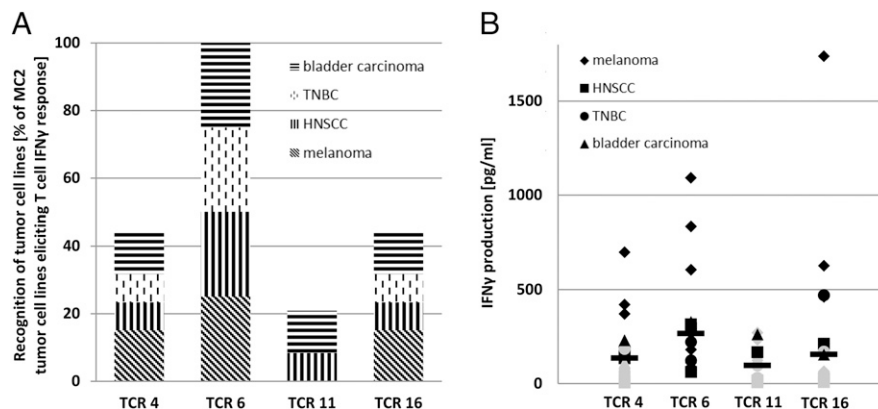 A
Recognition of tumor cell lines [% of MC2
tumor cell lines eliciting T cell IFNγ response]
100
80
60
40
20
0
bladder carcinoma
TNBC
HNSCC
melanoma
TCR 4 TCR 6 TCR 11 TCR 16
B
IFNγ production [pg/ml]
1500
1000
500
0
melanoma
HNSCC
TNBC
bladder carcinoma
TCR 4 TCR 6 TCR 11 TCR 16